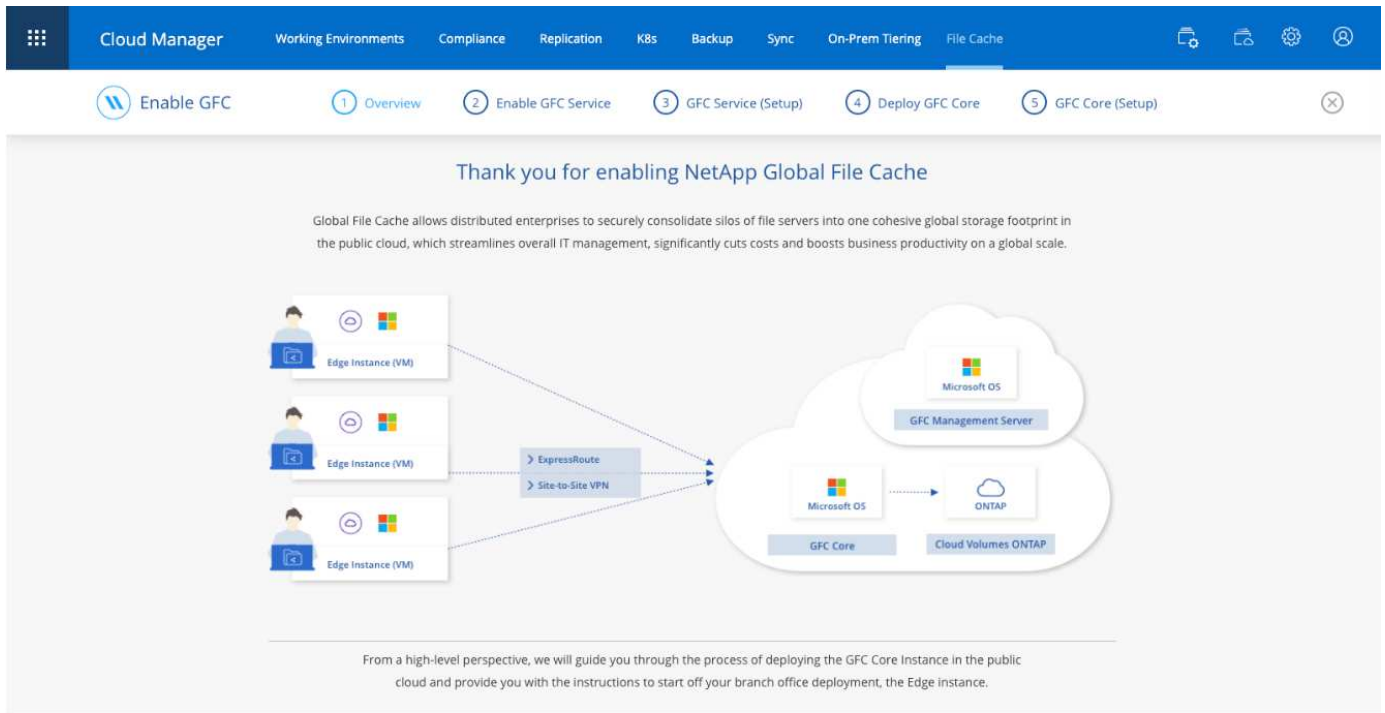 Cloud Manager
Working Environments
Compliance
Replication
K8s
Backup
Sync
On-Prem Tiering
File Cache
Enable GFC
1 Overview
2 Enable GFC Service
3 GFC Service (Setup)
4 Deploy GFC Core
5 GFC Core (Setup)
Thank you for enabling NetApp Global File Cache
Global File Cache allows distributed enterprises to securely consolidate silos of file servers into one cohesive global storage footprint in
the public cloud, which streamlines overall IT management, significantly cuts costs and boosts business productivity on a global scale.
Edge Instance (VM)
Edge Instance (VM)
Edge Instance (VM)
> ExpressRoute
> Site-to-Site VPN
Microsoft OS
GFC Management Server
Microsoft OS
GFC Core
ONTAP
Cloud Volumes ONTAP
From a high-level perspective, we will guide you through the process of deploying the GFC Core Instance in the public
cloud and provide you with the instructions to start off your branch office deployment, the Edge instance.